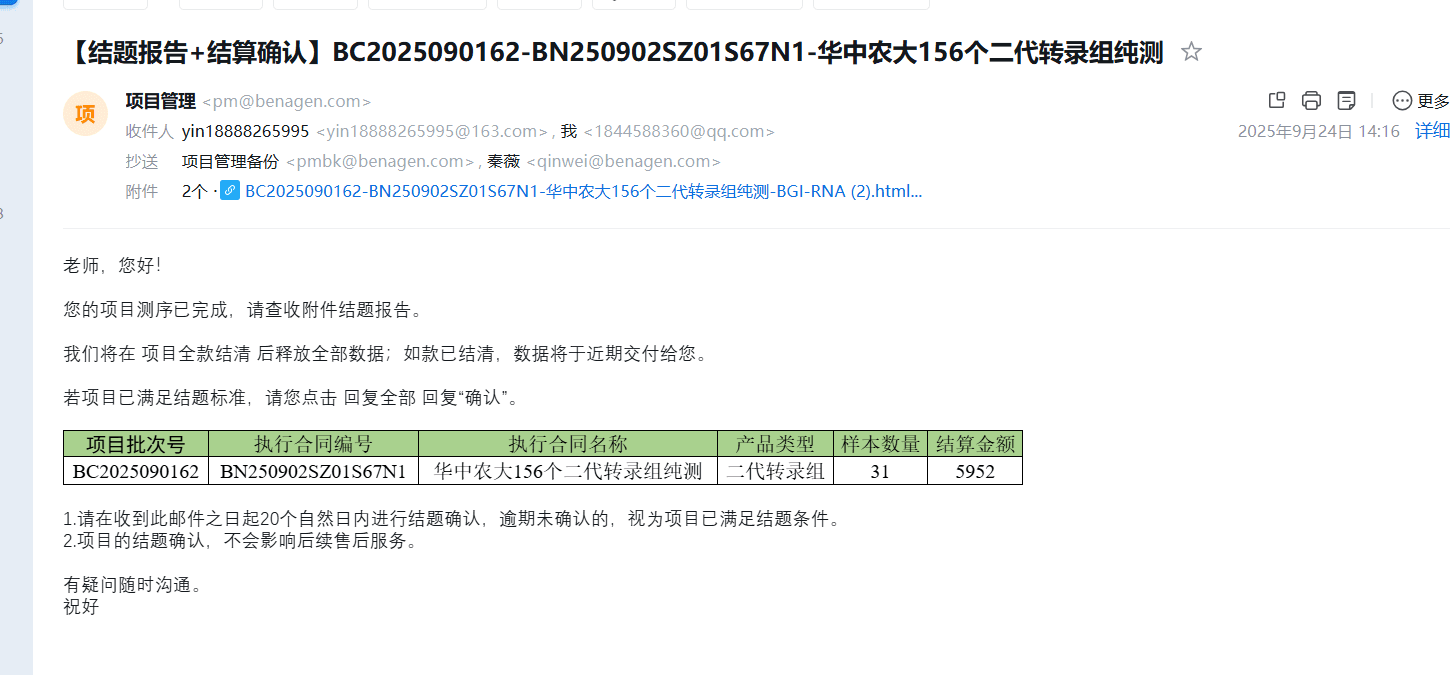 【结题报告+结算确认】BC2025090162-BN250902SZ01S67N1-华中农大156个二代转录组纯测
项
项目管理 <pm@benagen.com>
更多
收件人 yin18888265995 <yin18888265995@163.com> , 我 <1844588360@qq.com>
2025年9月24日 14:16 详细
抄送 项目管理备份 <pmbk@benagen.com> , 秦薇 <qinwei@benagen.com>
附件 2个 · BC2025090162-BN250902SZ01S67N1-华中农大156个二代转录组纯测-BGI-RNA (2).html...
老师，您好！
您的项目测序已完成，请查收附件结题报告。
我们将在 项目全款结清 后释放全部数据；如款已结清，数据将于近期交付给您。
若项目已满足结题标准，请您点击 回复全部 回复“确认”。
项目批次号 执行合同编号 执行合同名称 产品类型 样本数量 结算金额
BC2025090162 BN250902SZ01S67N1 华中农大156个二代转录组纯测 二代转录组 31 5952
1.请在收到此邮件之日起20个自然日内进行结题确认，逾期未确认的，视为项目已满足结题条件。
2.项目的结题确认，不会影响后续售后服务。
有疑问随时沟通。
祝好